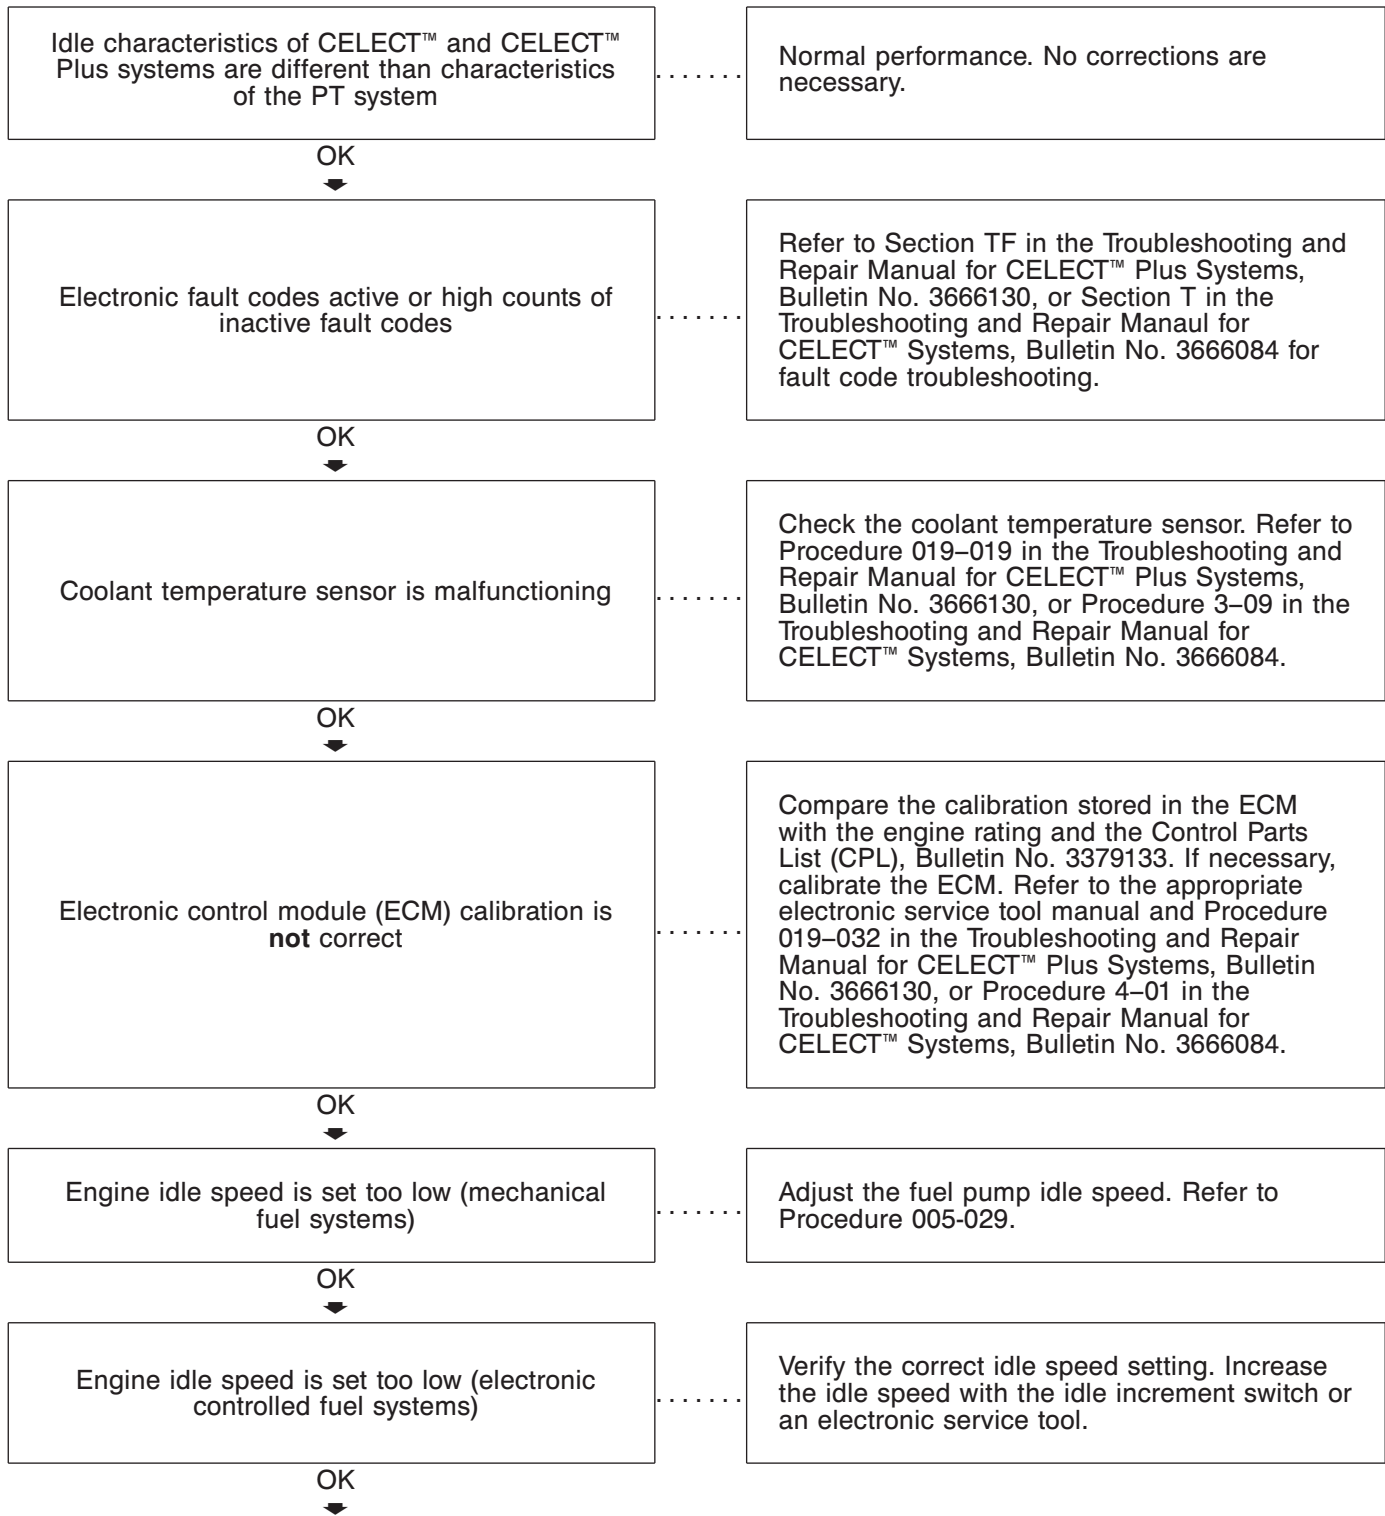 Idle characteristics of CELECT™ and CELECT™
Plus systems are different than characteristics
of the PT system
Normal performance. No corrections are
necessary.
OK
Electronic fault codes active or high counts of
inactive fault codes
Refer to Section TF in the Troubleshooting and
Repair Manual for CELECT™ Plus Systems,
Bulletin No. 3666130, or Section T in the
Troubleshooting and Repair Manaul for
CELECT™ Systems, Bulletin No. 3666084 for
fault code troubleshooting.
OK
Coolant temperature sensor is malfunctioning
Check the coolant temperature sensor. Refer to
Procedure 019–019 in the Troubleshooting and
Repair Manual for CELECT™ Plus Systems,
Bulletin No. 3666130, or Procedure 3–09 in the
Troubleshooting and Repair Manual for
CELECT™ Systems, Bulletin No. 3666084.
OK
Electronic control module (ECM) calibration is
not correct
Compare the calibration stored in the ECM
with the engine rating and the Control Parts
List (CPL), Bulletin No. 3379133. If necessary,
calibrate the ECM. Refer to the appropriate
electronic service tool manual and Procedure
019–032 in the Troubleshooting and Repair
Manual for CELECT™ Plus Systems, Bulletin
No. 3666130, or Procedure 4–01 in the
Troubleshooting and Repair Manual for
CELECT™ Systems, Bulletin No. 3666084.
OK
Engine idle speed is set too low (mechanical
fuel systems)
Adjust the fuel pump idle speed. Refer to
Procedure 005-029.
OK
Engine idle speed is set too low (electronic
controlled fuel systems)
Verify the correct idle speed setting. Increase
the idle speed with the idle increment switch or
an electronic service tool.
OK